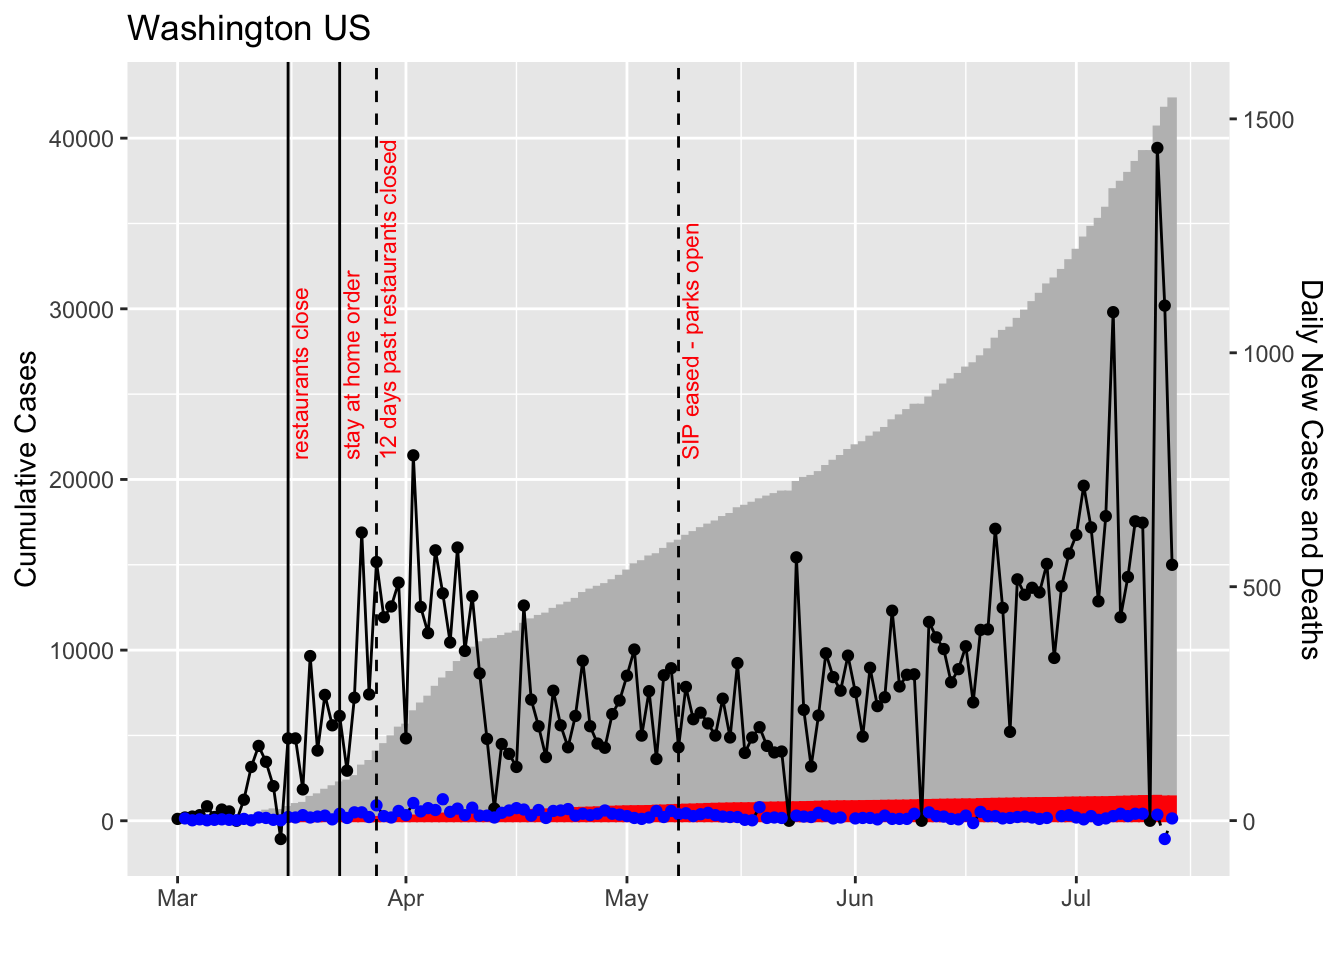 Washington US
40000
30000
20000
10000
0
Cumulative Cases
restaurants close
stay at home order
12 days past restaurants closed
SIP eased - parks open
1500
1000
500
0
Daily New Cases and Deaths
Mar
Apr
May
Jun
Jul